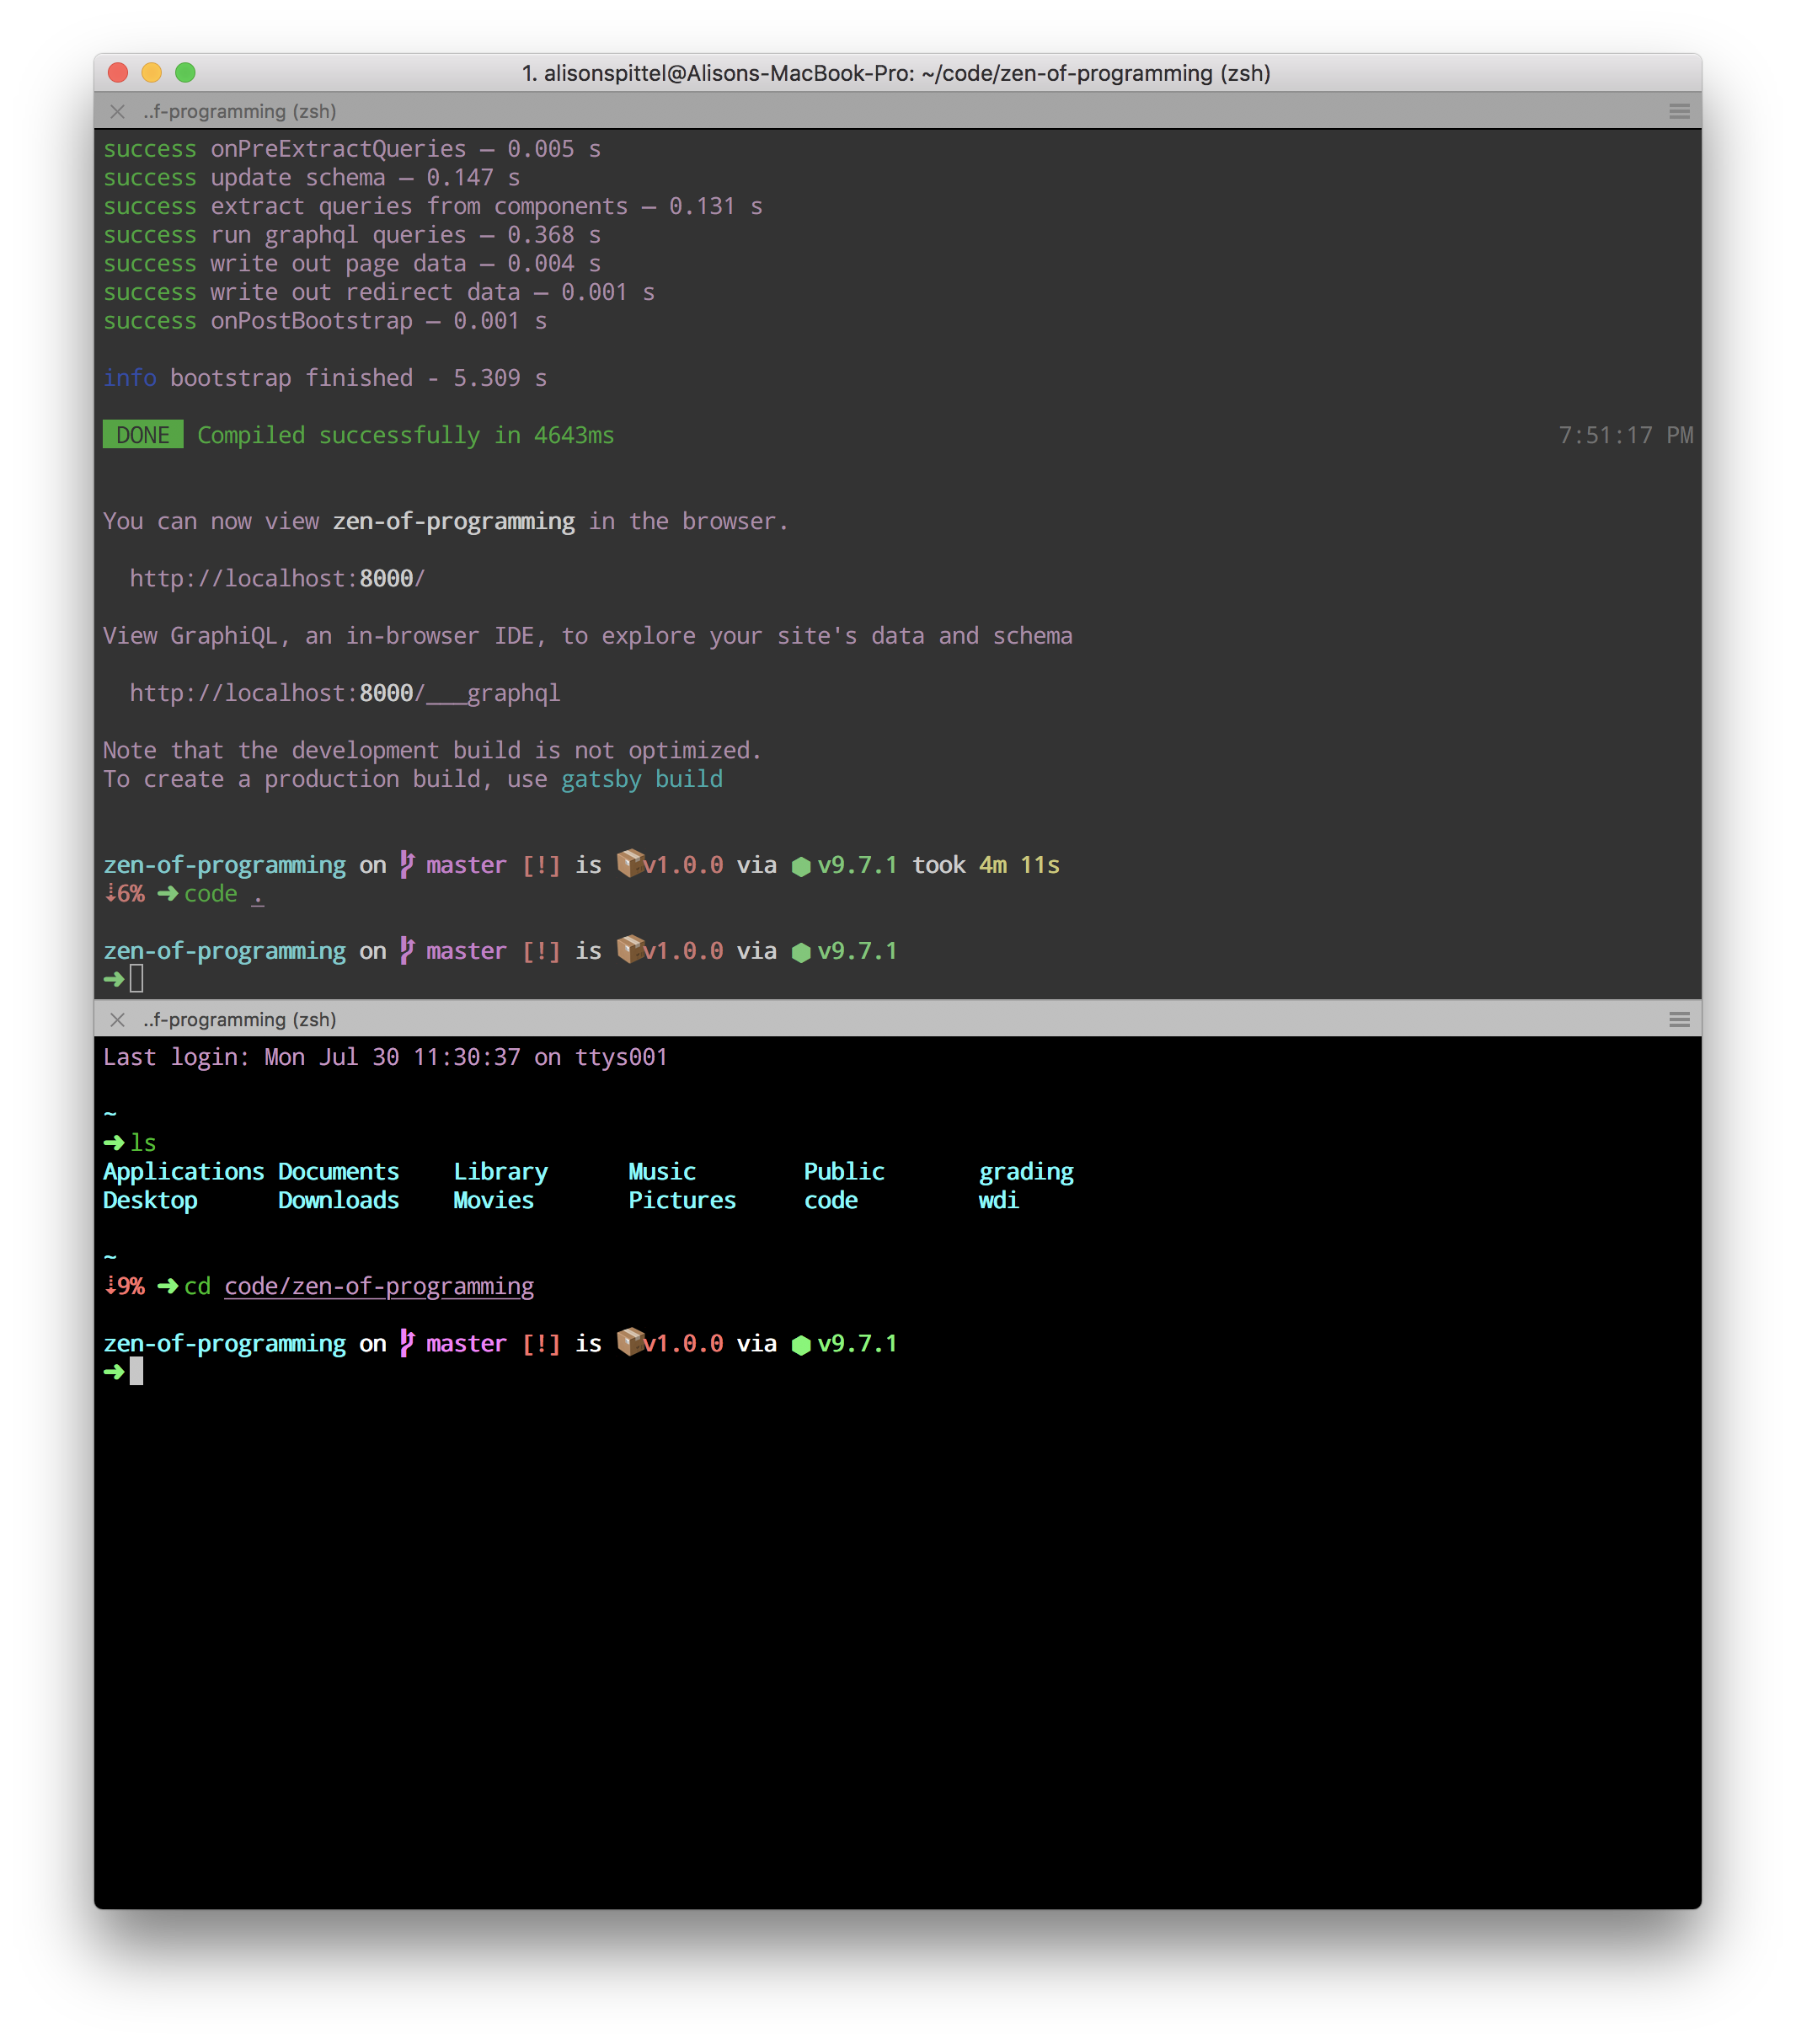 1. alisonspittel@Alisons-MacBook-Pro: ~/code/zen-of-programming (zsh)
..f-programming (zsh)
success onPreExtractQueries — 0.005 s
success update schema — 0.147 s
success extract queries from components — 0.131 s
success run graphql queries — 0.368 s
success write out page data — 0.004 s
success write out redirect data — 0.001 s
success onPostBootstrap — 0.001 s
info bootstrap finished - 5.309 s
DONE Compiled successfully in 4643ms 7:51:17 PM
You can now view zen-of-programming in the browser.
http://localhost:8000/
View GraphiQL, an in-browser IDE, to explore your site's data and schema
http://localhost:8000/___graphql
Note that the development build is not optimized.
To create a production build, use gatsby build
zen-of-programming on master [!] is 📦v1.0.0 via ⬢ v9.7.1 took 4m 11s
⇣6% ➜ code .
zen-of-programming on master [!] is 📦v1.0.0 via ⬢ v9.7.1
➜
..f-programming (zsh)
Last login: Mon Jul 30 11:30:37 on ttys001
~
➜ ls
Applications Documents Library Music Public grading
Desktop Downloads Movies Pictures code wdi
~
⇣9% ➜ cd code/zen-of-programming
zen-of-programming on master [!] is 📦v1.0.0 via ⬢ v9.7.1
➜